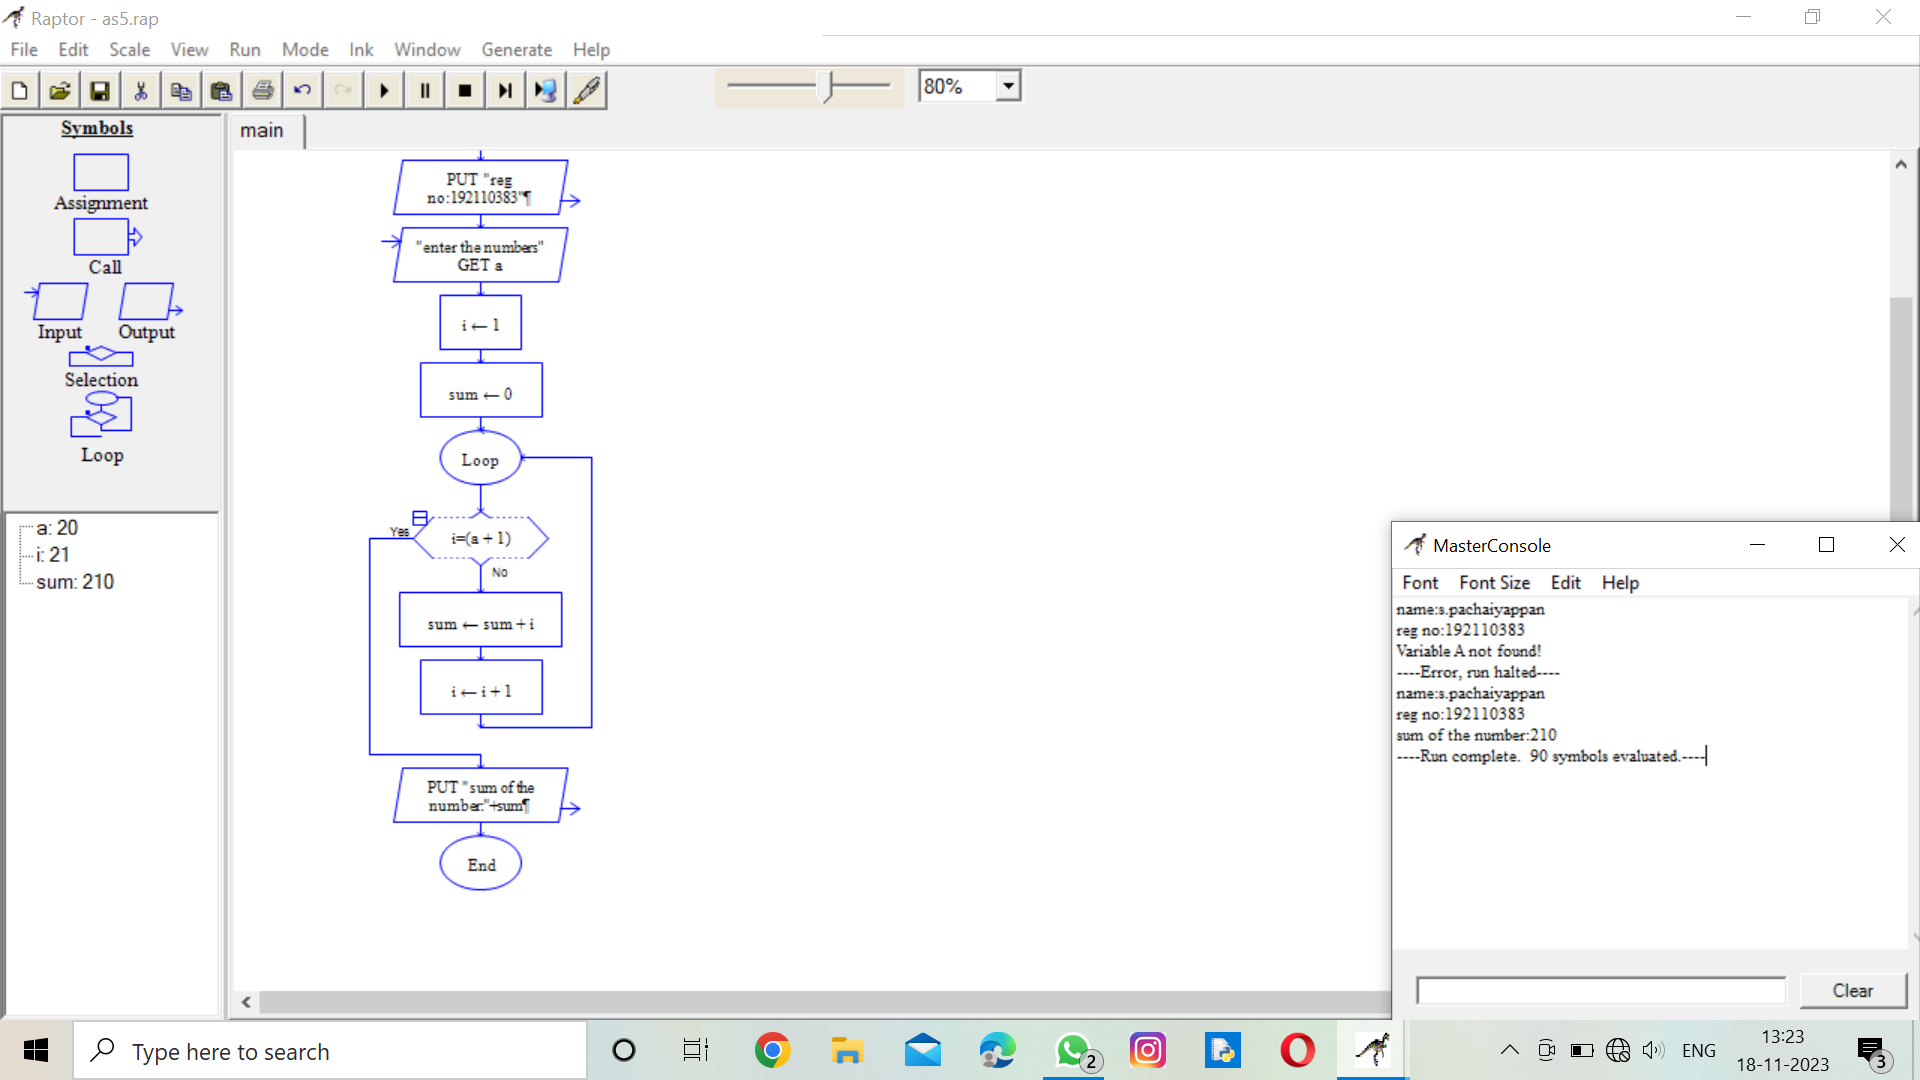 Raptor - as5.rap
File Edit Scale View Run Mode Ink Window Generate Help
80%
Symbols
Assignment
Call
Input Output
Selection
Loop
a: 20
i: 21
sum: 210
main
PUT "reg
no:192110383"¶
"enter the numbers"
GET a
i ← 1
sum ← 0
Loop
Yes
i=(a + 1)
No
sum ← sum + i
i ← i + 1
PUT "sum of the
number:"+sum¶
End
MasterConsole
Font Font Size Edit Help
name:s.pachaiyappan
reg no:192110383
Variable A not found!
----Error, run halted----
name:s.pachaiyappan
reg no:192110383
sum of the number:210
----Run complete.  90 symbols evaluated.----
Clear
Type here to search
2
ENG
13:23
18-11-2023
3